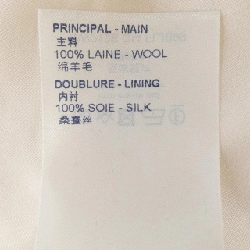 PRINCIPAL - MAIN
主料
100% LAINE - WOOL
绵羊毛
DOUBLURE - LINING
内衬
100% SOIE - SILK
桑蚕丝